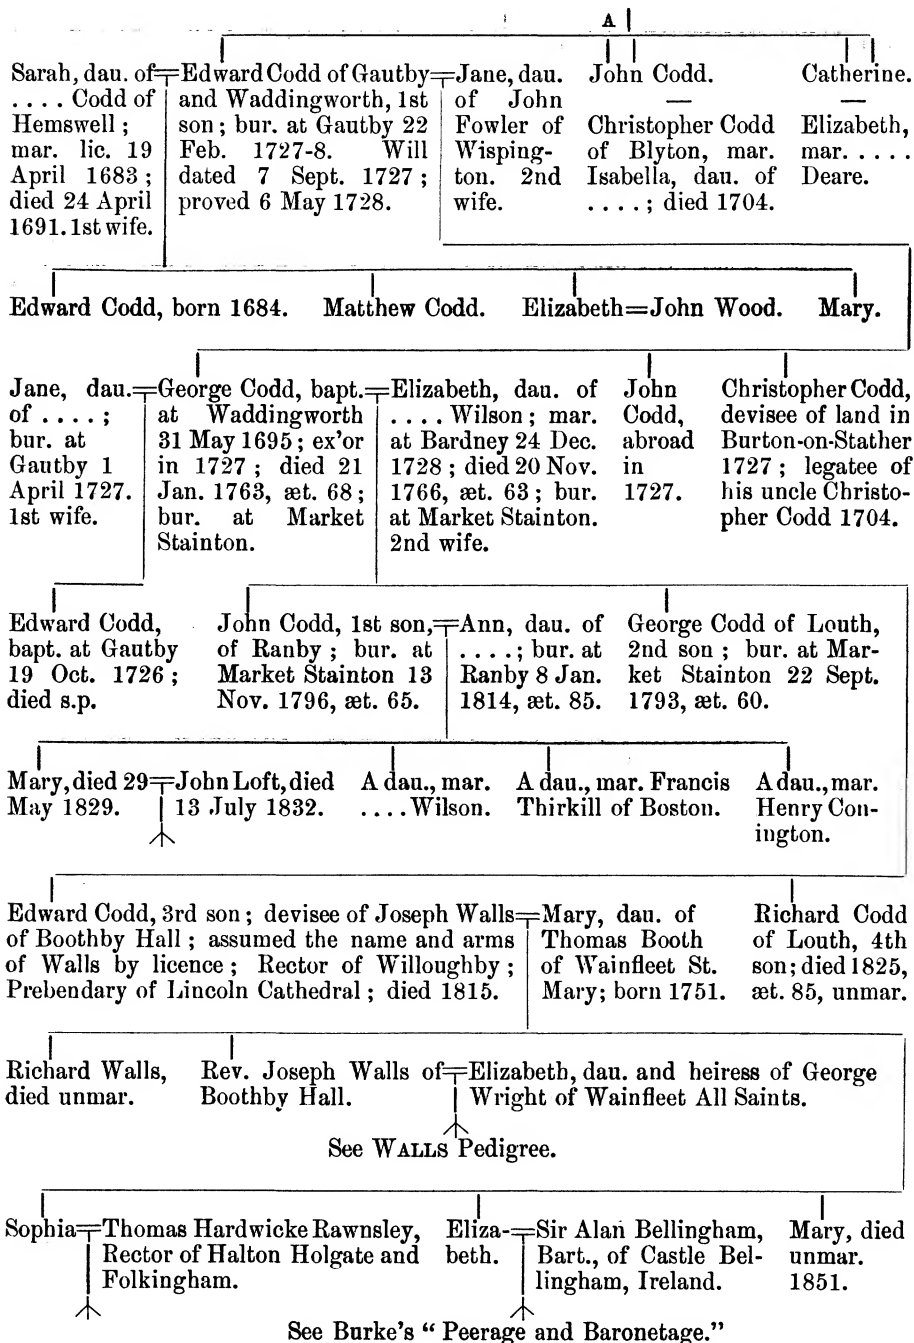 A
Sarah, dau. of
. . . . Codd of
Hemswell ;
mar. lic. 19
April 1683 ;
died 24 April
1691. 1st wife.
Edward Codd of Gautby
and Waddingworth, 1st
son ; bur. at Gautby 22
Feb. 1727-8. Will
dated 7 Sept. 1727 ;
proved 6 May 1728.
Jane, dau.
of John
Fowler of
Wisping-
ton. 2nd
wife.
John Codd.
—
Christopher Codd
of Blyton, mar.
Isabella, dau. of
. . . . ; died 1704.
Catherine.
—
Elizabeth,
mar. . . . .
Deare.
Edward Codd, born 1684.
Matthew Codd.
Elizabeth=John Wood.
Mary.
Jane, dau.
of . . . . ;
bur. at
Gautby 1
April 1727.
1st wife.
George Codd, bapt.
at Waddingworth
31 May 1695 ; ex'or
in 1727 ; died 21
Jan. 1763, æt. 68 ;
bur. at Market
Stainton.
Elizabeth, dau. of
. . . . Wilson ; mar.
at Bardney 24 Dec.
1728 ; died 20 Nov.
1766, æt. 63 ; bur.
at Market Stainton.
2nd wife.
John
Codd,
abroad
in
1727.
Christopher Codd,
devisee of land in
Burton-on-Stather
1727 ; legatee of
his uncle Christo-
pher Codd 1704.
Edward Codd,
bapt. at Gautby
19 Oct. 1726 ;
died s.p.
John Codd, 1st son,
of Ranby ; bur. at
Market Stainton 13
Nov. 1796, æt. 65.
Ann, dau. of
. . . . ; bur. at
Ranby 8 Jan.
1814, æt. 85.
George Codd of Louth,
2nd son ; bur. at Mar-
ket Stainton 22 Sept.
1793, æt. 60.
Mary, died 29
May 1829.
John Loft, died
13 July 1832.
A dau., mar.
. . . . Wilson.
A dau., mar. Francis
Thirkill of Boston.
A dau., mar.
Henry Con-
ington.
Edward Codd, 3rd son ; devisee of Joseph Walls
of Boothby Hall ; assumed the name and arms
of Walls by licence ; Rector of Willoughby ;
Prebendary of Lincoln Cathedral ; died 1815.
Mary, dau. of
Thomas Booth
of Wainfleet St.
Mary; born 1751.
Richard Codd
of Louth, 4th
son; died 1825,
æt. 85, unmar.
Richard Walls,
died unmar.
Rev. Joseph Walls of
Boothby Hall.
Elizabeth, dau. and heiress of George
Wright of Wainfleet All Saints.
See WALLS Pedigree.
Sophia
Thomas Hardwicke Rawnsley,
Rector of Halton Holgate and
Folkingham.
Eliza-
beth.
Sir Alan Bellingham,
Bart., of Castle Bel-
lingham, Ireland.
Mary, died
unmar.
1851.
See Burke's “ Peerage and Baronetage.”